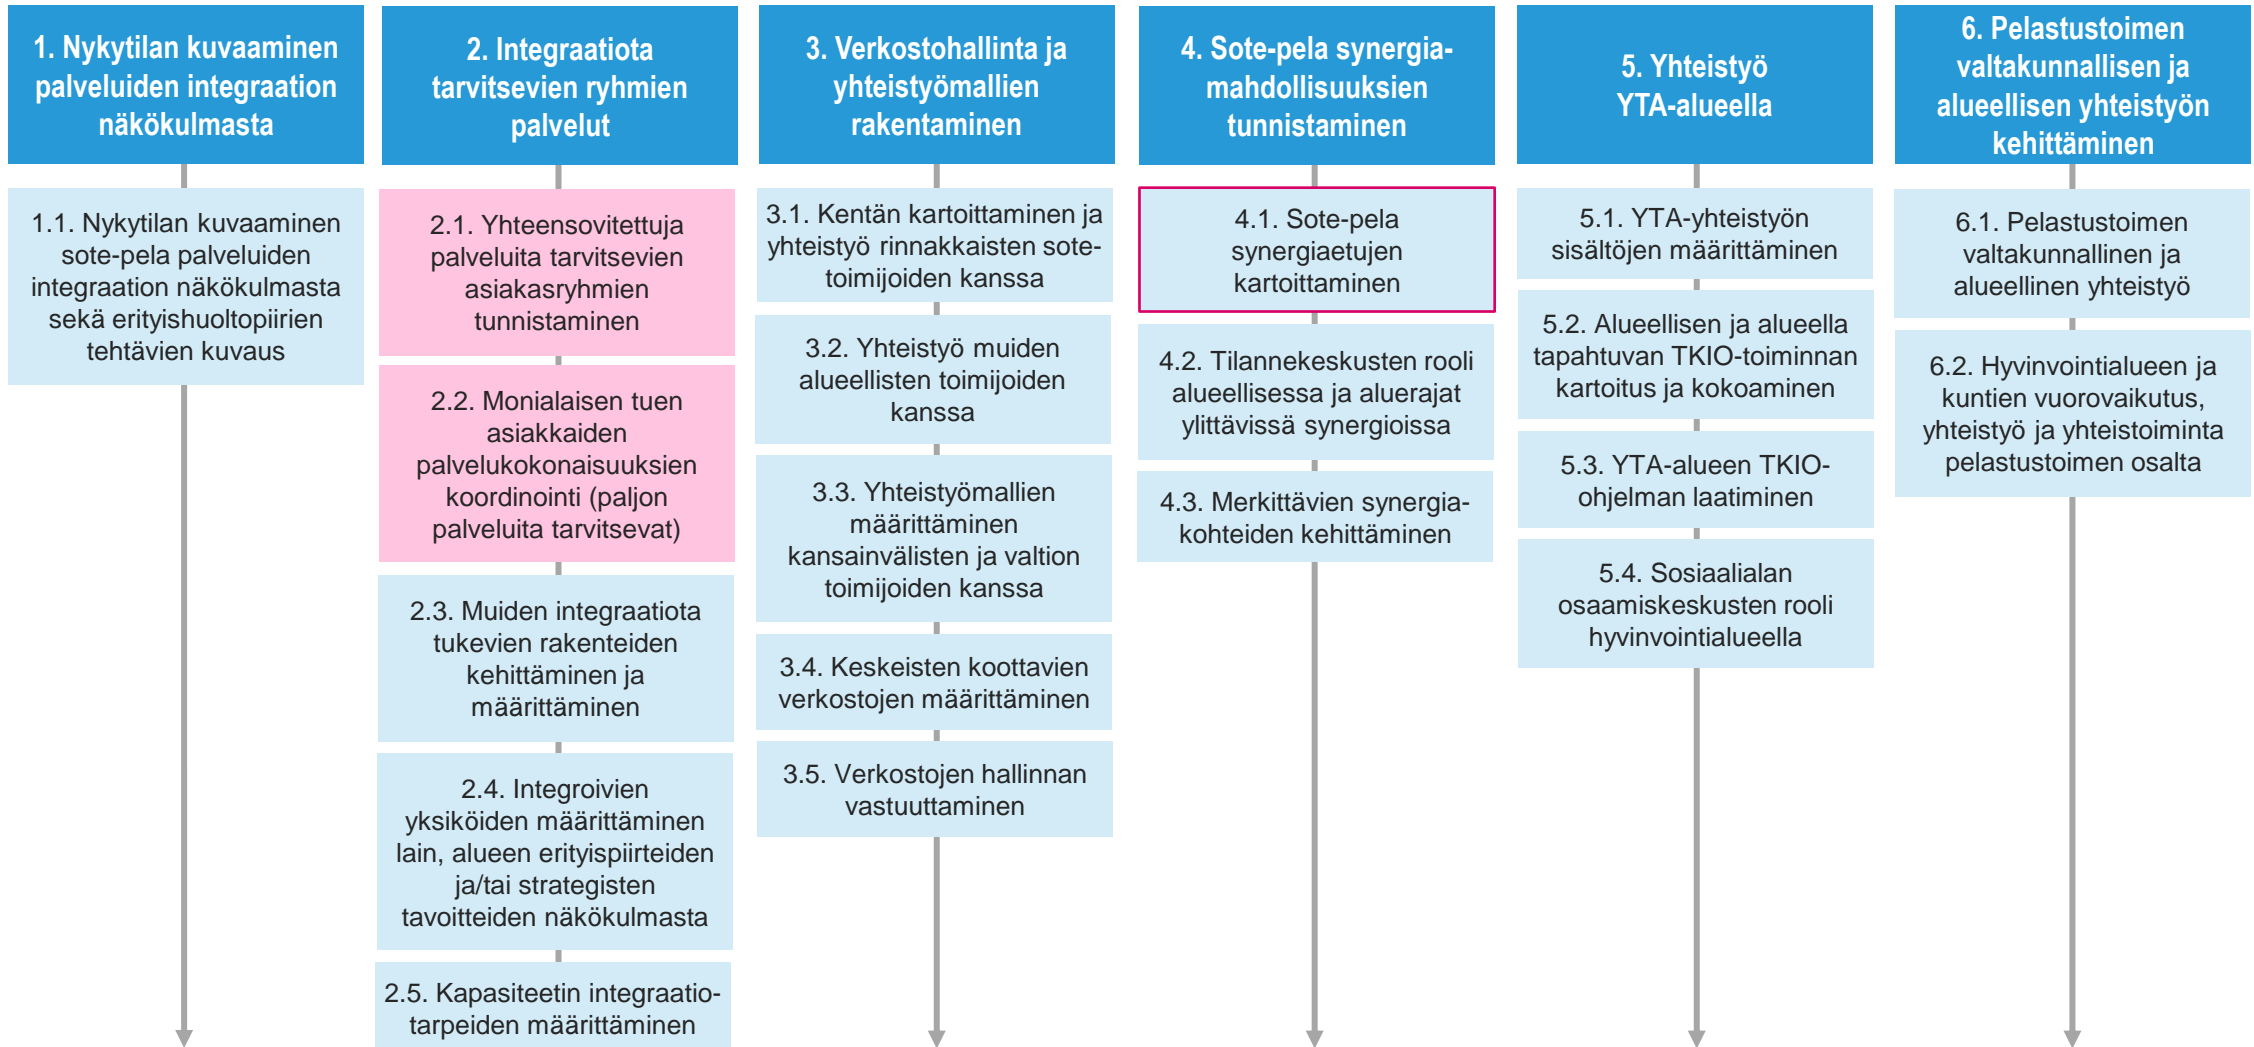 1. Nykytilan kuvaaminen
palveluiden integraation
näkökulmasta
2. Integraatiota
tarvitsevien ryhmien
palvelut
3. Verkostohallinta ja
yhteistyömallien
rakentaminen
4. Sote-pela synergia-
mahdollisuuksien
tunnistaminen
5. Yhteistyö
YTA-alueella
6. Pelastustoimen
valtakunnallisen ja
alueellisen yhteistyön
kehittäminen
1.1. Nykytilan kuvaaminen
sote-pela palveluiden
integraation näkökulmasta
sekä erityishuoltopiirien
tehtävien kuvaus
2.1. Yhteensovitettuja
palveluita tarvitsevien
asiakasryhmien
tunnistaminen
2.2. Monialaisen tuen
asiakkaiden
palvelukokonaisuuksien
koordinointi (paljon
palveluita tarvitsevat)
2.3. Muiden integraatiota
tukevien rakenteiden
kehittäminen ja
määrittäminen
2.4. Integroivien
yksiköiden määrittäminen
lain, alueen erityispiirteiden
ja/tai strategisten
tavoitteiden näkökulmasta
2.5. Kapasiteetin integraatio-
tarpeiden määrittäminen
3.1. Kentän kartoittaminen ja
yhteistyö rinnakkaisten sote-
toimijoiden kanssa
3.2. Yhteistyö muiden
alueellisten toimijoiden
kanssa
3.3. Yhteistyömallien
määrittäminen
kansainvälisten ja valtion
toimijoiden kanssa
3.4. Keskeisten koottavien
verkostojen määrittäminen
3.5. Verkostojen hallinnan
vastuuttaminen
4.1. Sote-pela
synergiaetujen
kartoittaminen
4.2. Tilannekeskusten rooli
alueellisessa ja aluerajat
ylittävissä synergioissa
4.3. Merkittävien synergia-
kohteiden kehittäminen
5.1. YTA-yhteistyön
sisältöjen määrittäminen
5.2. Alueellisen ja alueella
tapahtuvan TKIO-toiminnan
kartoitus ja kokoaminen
5.3. YTA-alueen TKIO-
ohjelman laatiminen
5.4. Sosiaalialan
osaamiskeskusten rooli
hyvinvointialueella
6.1. Pelastustoimen
valtakunnallinen ja
alueellinen yhteistyö
6.2. Hyvinvointialueen ja
kuntien vuorovaikutus,
yhteistyö ja yhteistoiminta
pelastustoimen osalta